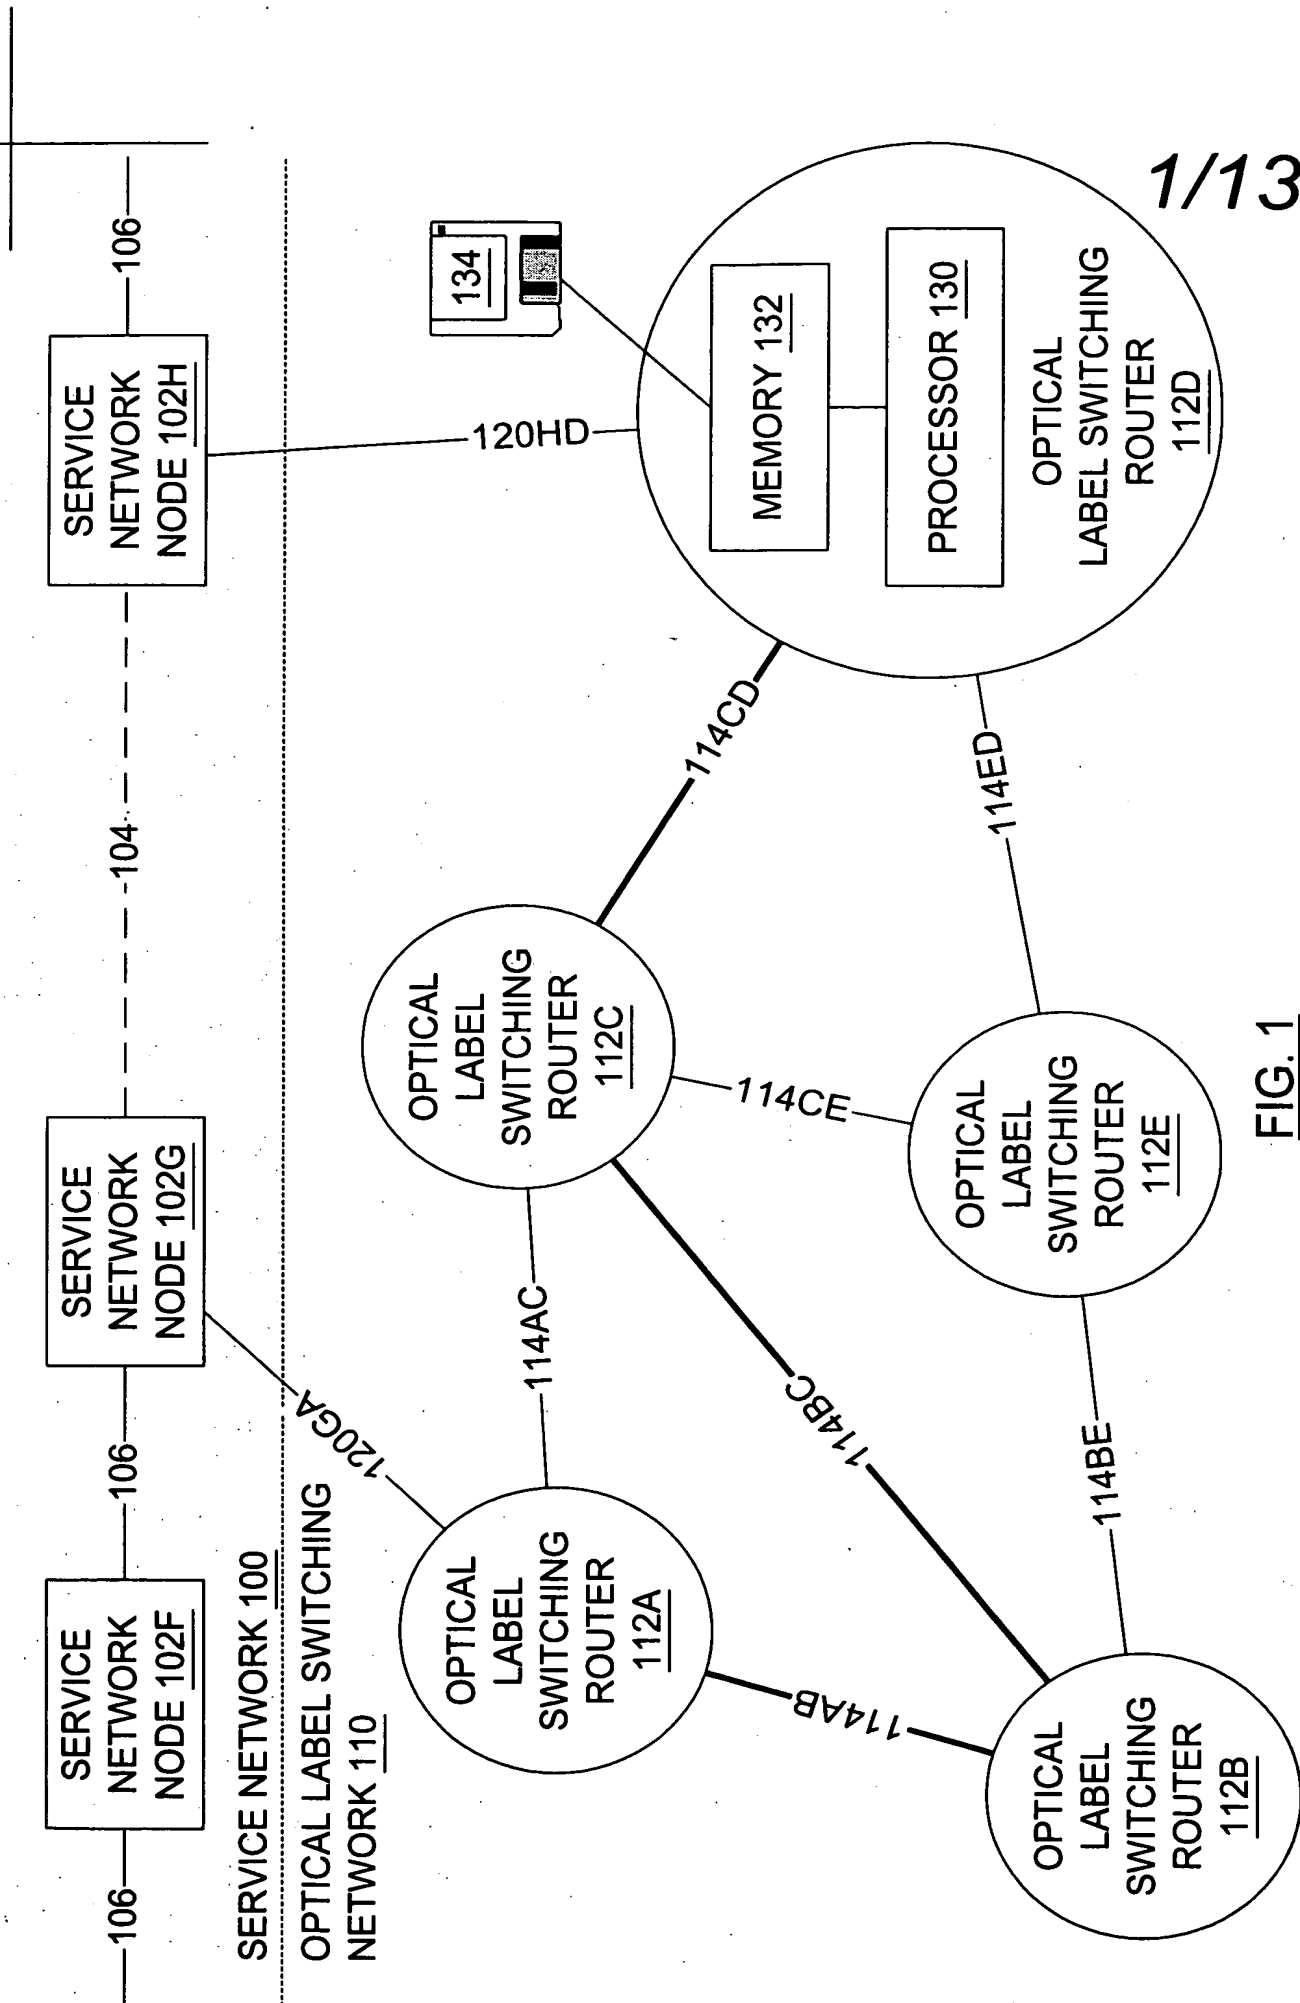 106
SERVICE
NETWORK
NODE 102F
106
SERVICE
NETWORK
NODE 102G
104
SERVICE
NETWORK
NODE 102H
106
SERVICE NETWORK 100
OPTICAL LABEL SWITCHING
NETWORK 110
120GA
120HD
134
OPTICAL
LABEL
SWITCHING
ROUTER
112A
114AC
OPTICAL
LABEL
SWITCHING
ROUTER
112C
114CD
MEMORY 132
PROCESSOR 130
OPTICAL
LABEL SWITCHING
ROUTER
112D
114AB
114BC
114CE
114ED
OPTICAL
LABEL
SWITCHING
ROUTER
112B
114BE
OPTICAL
LABEL
SWITCHING
ROUTER
112E
FIG. 1
1/13